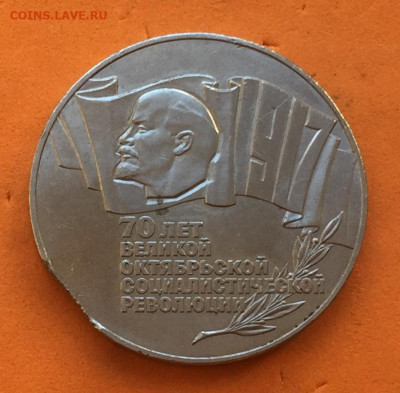 COINS.LAVE.RU
1917
70 ЛЕТ
ВЕЛИКОЙ
ОКТЯБРЬСКОЙ
СОЦИАЛИСТИЧЕСКОЙ
РЕВОЛЮЦИИ